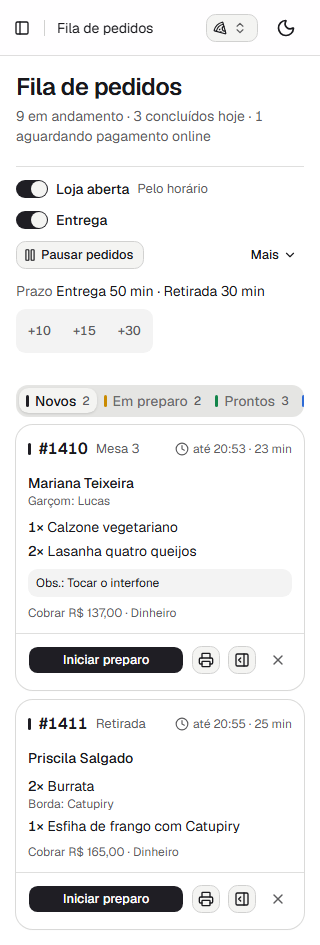 Fila de pedidos
Fila de pedidos
9 em andamento · 3 concluídos hoje · 1
aguardando pagamento online
Loja aberta Pelo horário
Entrega
Pausar pedidos Mais
Prazo Entrega 50 min · Retirada 30 min
+10 +15 +30
Novos 2 Em preparo 2 Prontos 3
#1410 Mesa 3 até 20:53 · 23 min
Mariana Teixeira
Garçom: Lucas
1× Calzone vegetariano
2× Lasanha quatro queijos
Obs.: Tocar o interfone
Cobrar R$ 137,00 · Dinheiro
Iniciar preparo
#1411 Retirada até 20:55 · 25 min
Priscila Salgado
2× Burrata
Borda: Catupiry
1× Esfiha de frango com Catupiry
Cobrar R$ 165,00 · Dinheiro
Iniciar preparo